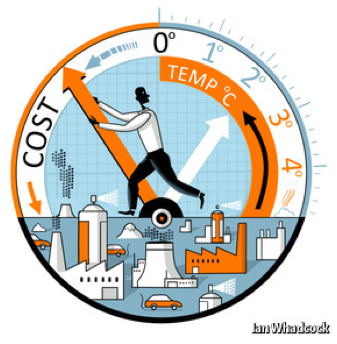 0°
1°
2°
3°
4°
TEMP °C
COST
Ian Whadcock